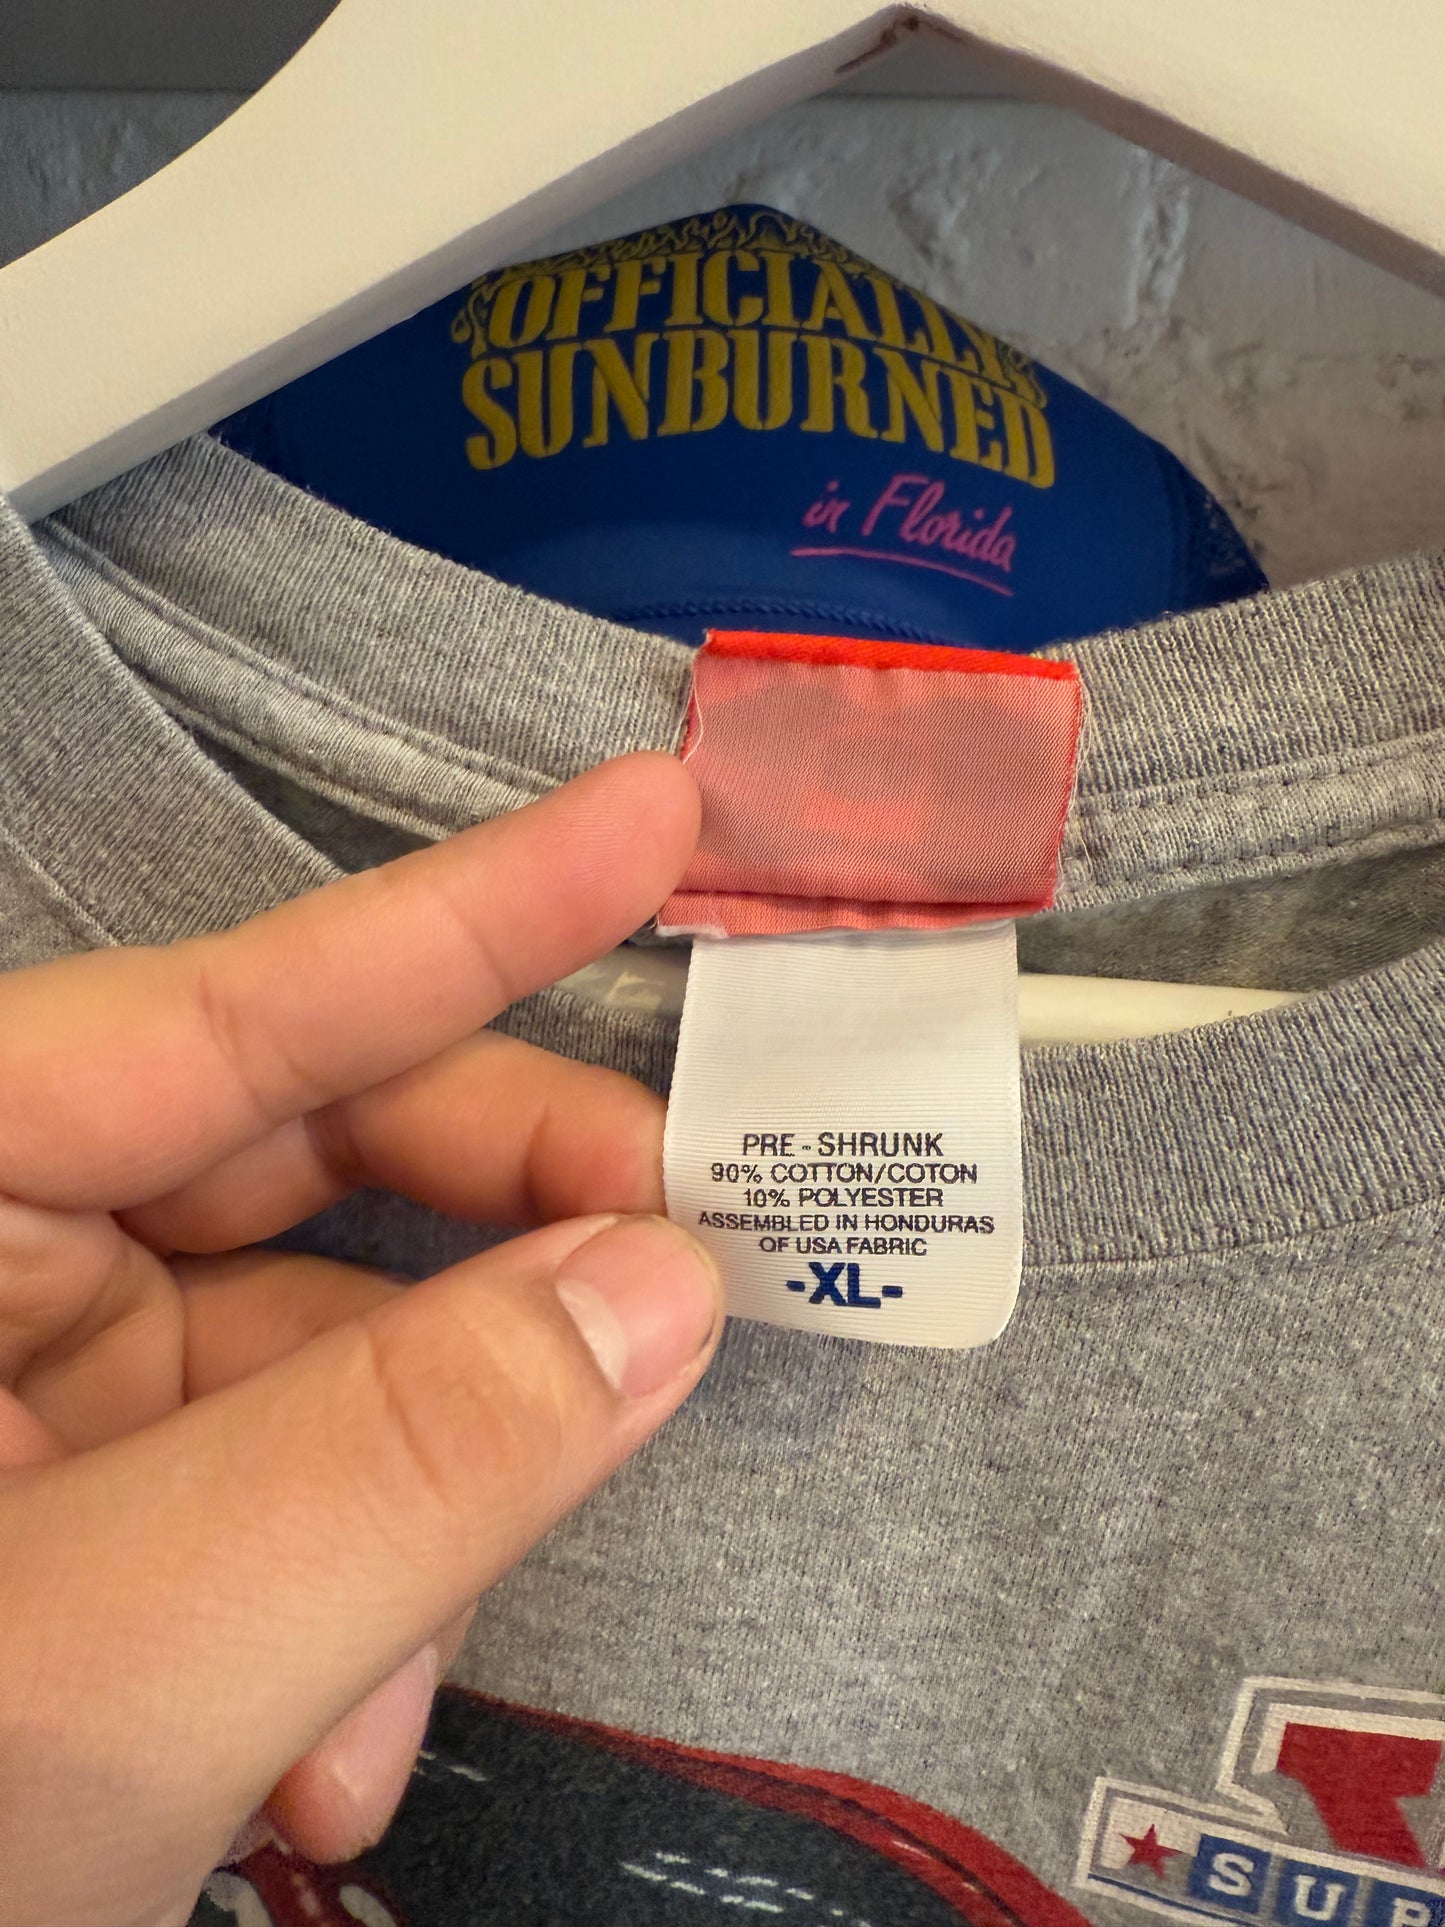 OFFICIALLY
SUNBURNED
in Florida
PRE-SHRUNK
90% COTTON/COTON
10% POLYESTER
ASSEMBLED IN HONDURAS
OF USA FABRIC
-XL-